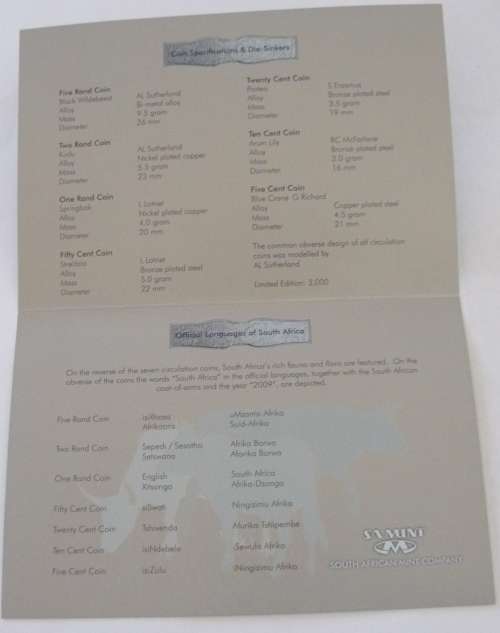 Coin Specifications & Die-Sinkers
Five Rand Coin
Black Wildebeest AL Sutherland
Alloy Bi-metal alloy
Mass 9.5 gram
Diameter 26 mm
Two Rand Coin
Kudu AL Sutherland
Alloy Nickel plated copper
Mass 5.5 gram
Diameter 23 mm
One Rand Coin
Springbok L Lotriet
Alloy Nickel plated copper
Mass 4.0 gram
Diameter 20 mm
Fifty Cent Coin
Strelitzia L Lotriet
Alloy Bronze plated steel
Mass 5.0 gram
Diameter 22 mm
Twenty Cent Coin
Protea S Erasmus
Alloy Bronze plated steel
Mass 3.5 gram
Diameter 19 mm
Ten Cent Coin
Arum Lily RC McFarlane
Alloy Bronze plated steel
Mass 2.0 gram
Diameter 16 mm
Five Cent Coin
Blue Crane G Richard
Alloy Copper plated steel
Mass 4.5 gram
Diameter 21 mm
The common obverse design of all circulation
coins was modelled by
AL Sutherland
Limited Edition: 2,000
Official Languages of South Africa
On the reverse of the seven circulation coins, South Africa's rich fauna and flora are featured. On the
obverse of the coins the words "South Africa" in the official languages, together with the South African
coat-of-arms and the year "2009", are depicted.
Five Rand Coin isiXhosa uMzantsi Afrika
Afrikaans Suid-Afrika
Two Rand Coin Sepedi / Sesotho Afrika Borwa
Setswana Aforika Borwa
One Rand Coin English South Africa
Xitsonga Afrika-Dzonga
Fifty Cent Coin siSwati Ningizimu Afrika
Twenty Cent Coin Tshivenda Afurika Tshipembe
Ten Cent Coin isiNdebele iSewula Afrika
Five Cent Coin isiZulu iNingizimu Afrika
SA MINT
SOUTH AFRICAN MINT COMPANY